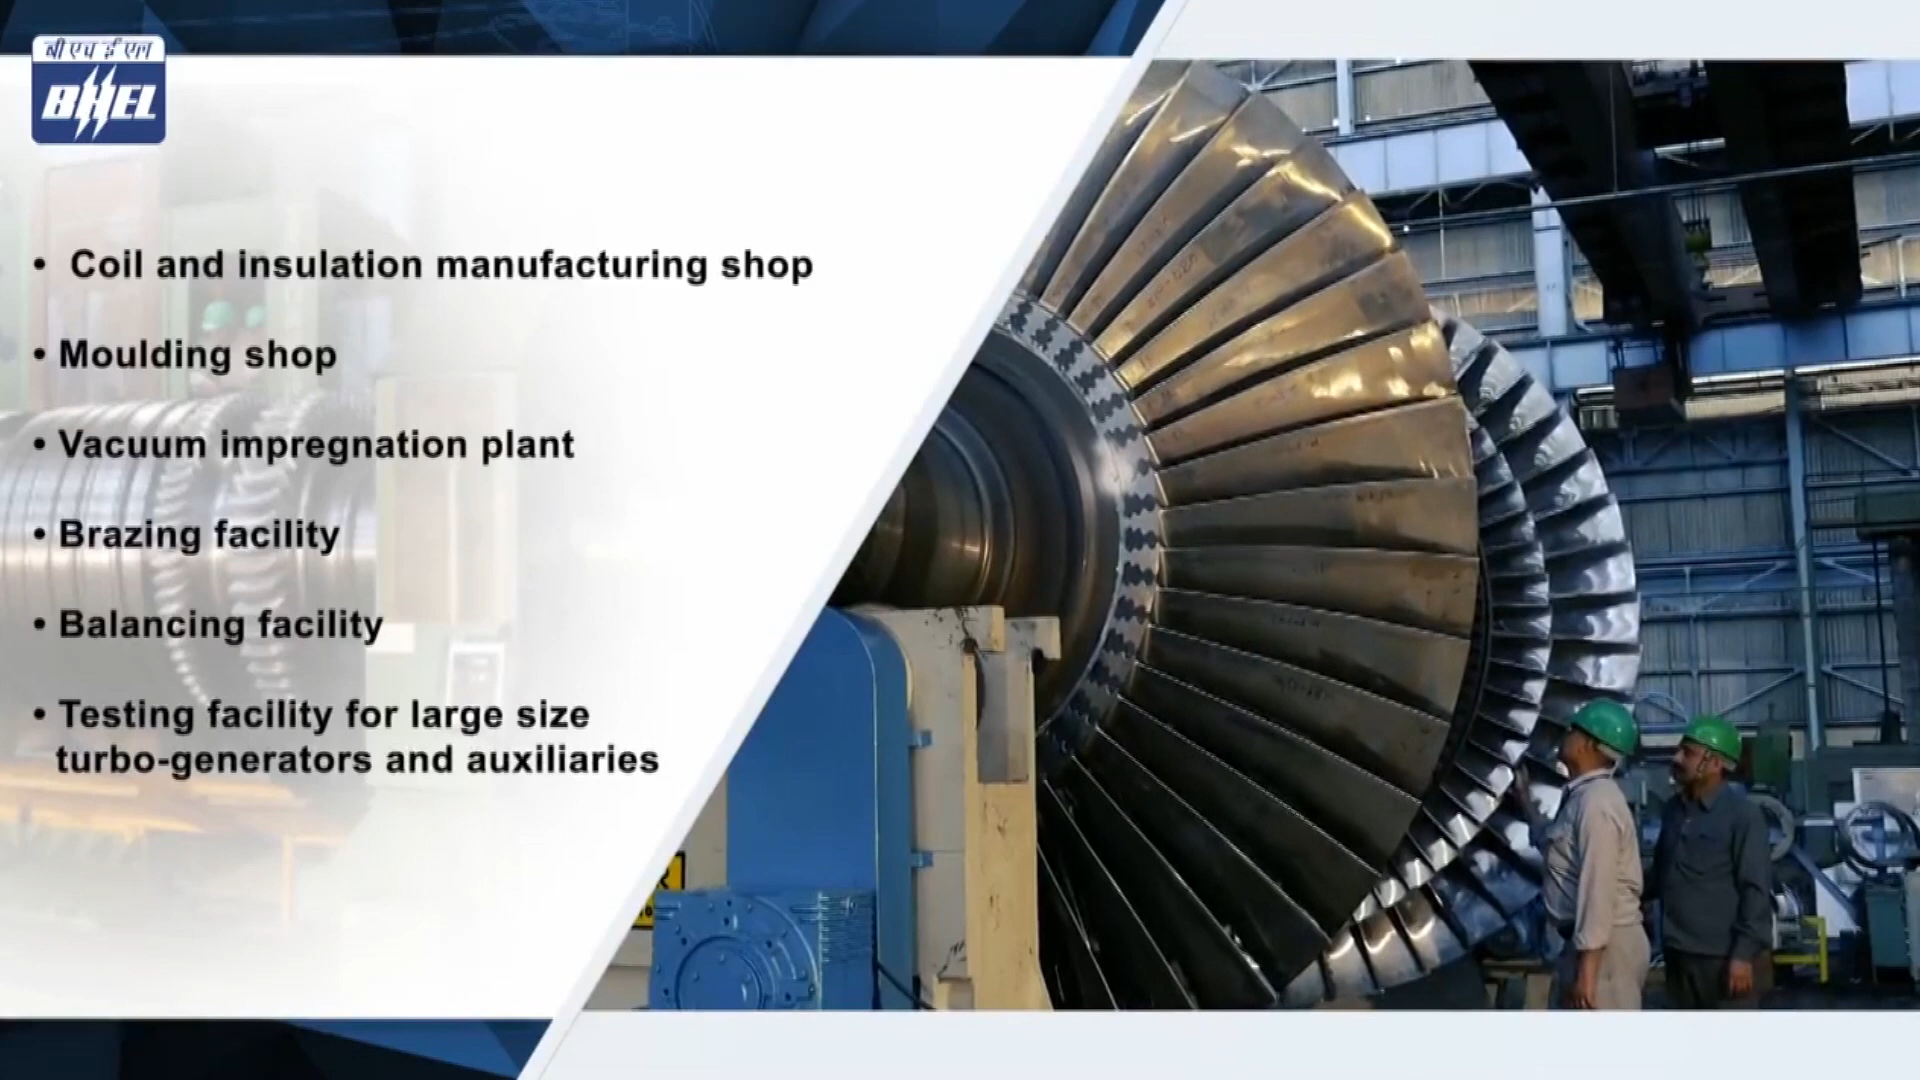 बी एच ई एल
BHEL
• Coil and insulation manufacturing shop
• Moulding shop
• Vacuum impregnation plant
• Brazing facility
• Balancing facility
• Testing facility for large size
turbo-generators and auxiliaries